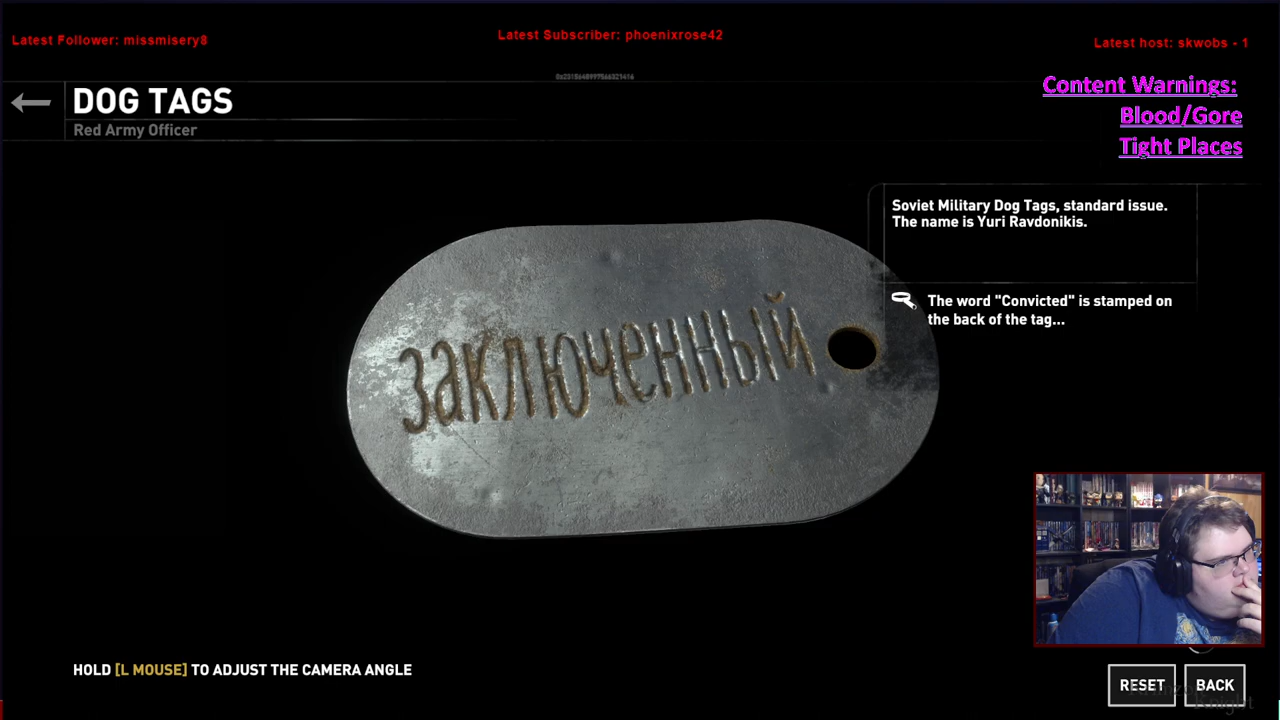 Latest Follower: missmisery8
Latest Subscriber: phoenixrose42
Latest host: skwobs - 1
DOG TAGS
Red Army Officer
Content Warnings:
Blood/Gore
Tight Places
Soviet Military Dog Tags, standard issue.
The name is Yuri Ravdonikis.
The word "Convicted" is stamped on
the back of the tag...
заключенный
HOLD [L MOUSE] TO ADJUST THE CAMERA ANGLE
RESET
BACK